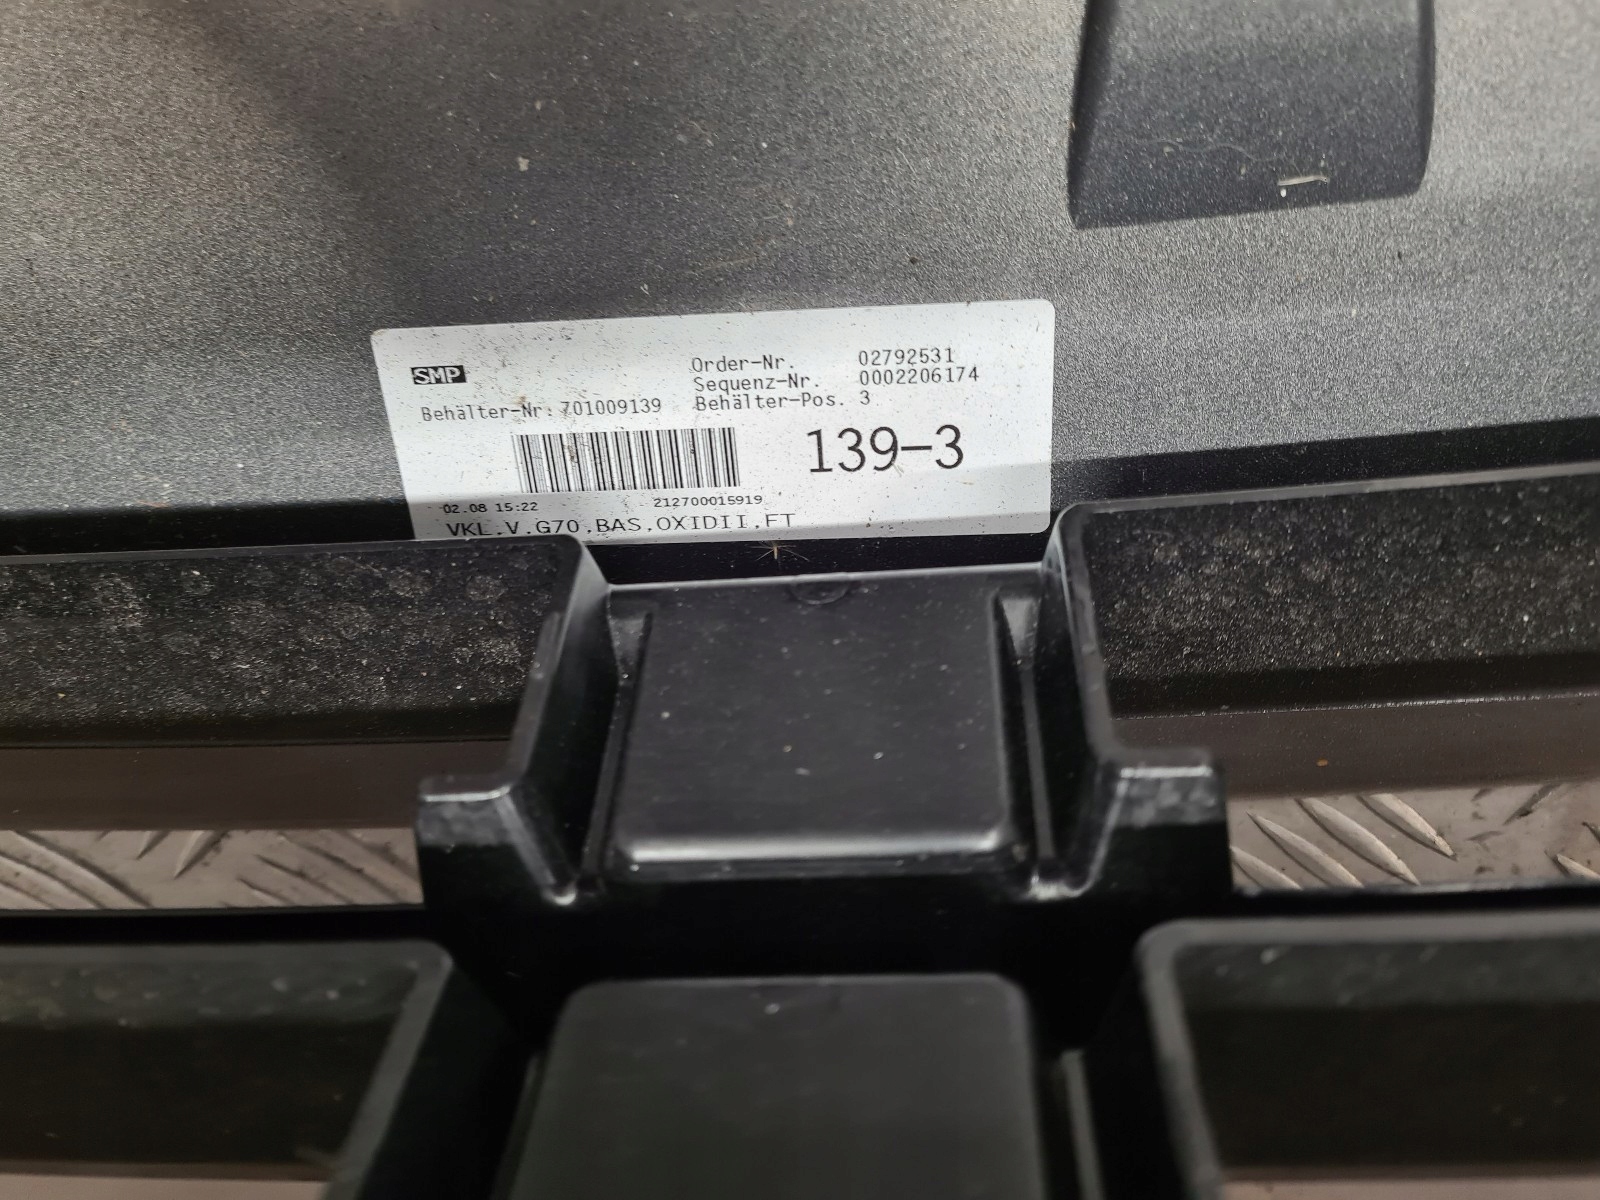 SMP
Order-Nr. 02792531
Sequenz-Nr. 0002206174
Behälter-Nr: 701009139 Behälter-Pos. 3
139-3
02.08 15:22 212700015919
VKL.V.G70.BAS.OXIDII.FT